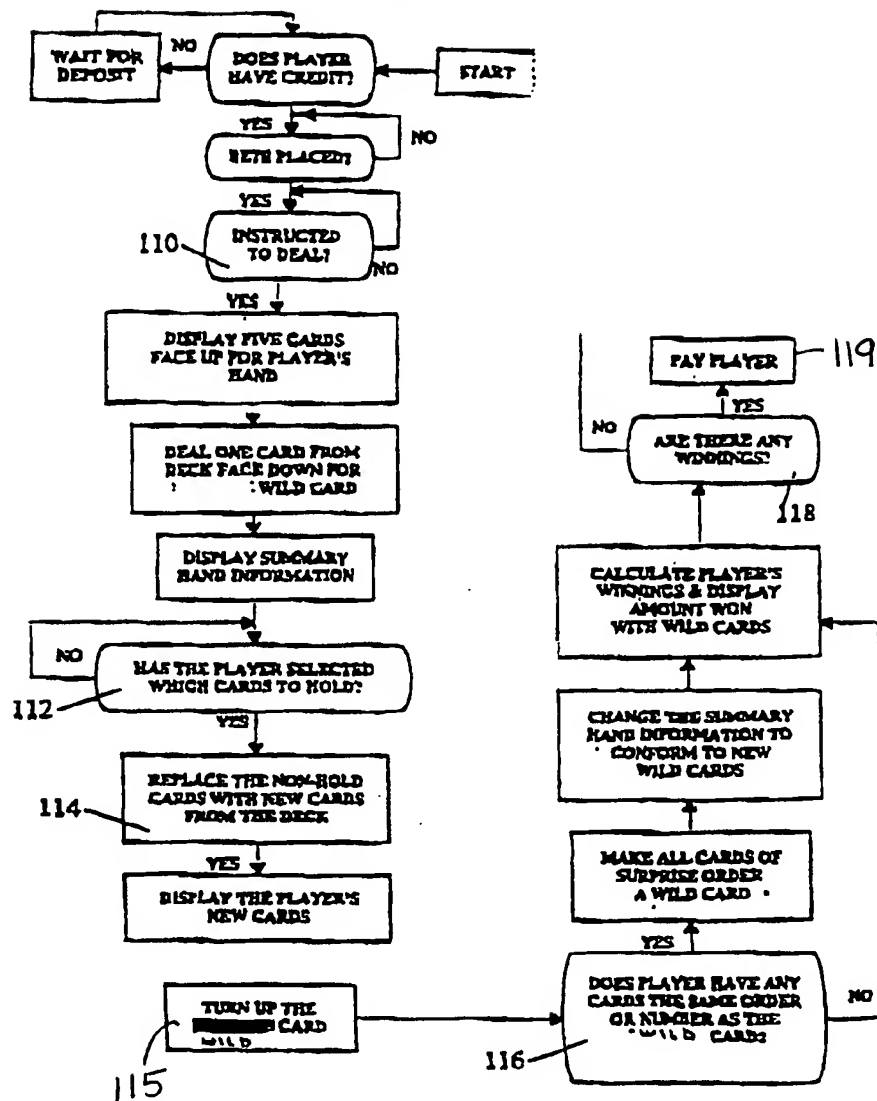 WAIT FOR
DEPOSIT
NO
DOES PLAYER
HAVE CREDIT?
START
YES
NO
BETS PLACED?
YES
110
INSTRUCTED
TO DEAL?
NO
YES
DISPLAY FIVE CARDS
FACE UP FOR PLAYER'S
HAND
DEAL ONE CARD FROM
DECK FACE DOWN FOR
WILD CARD
DISPLAY SUMMARY
HAND INFORMATION
NO
HAS THE PLAYER SELECTED
WHICH CARDS TO HOLD?
112
YES
REPLACE THE NON-HOLD
CARDS WITH NEW CARDS
FROM THE DECK
114
YES
DISPLAY THE PLAYER'S
NEW CARDS
TURN UP THE
CARD
WILD
115
DOES PLAYER HAVE ANY
CARDS THE SAME ORDER
OR NUMBER AS THE
WILD CARD?
NO
116
YES
MAKE ALL CARDS OF
SURPRISE ORDER
A WILD CARD
CHANGE THE SUMMARY
HAND INFORMATION TO
CONFORM TO NEW
WILD CARDS
CALCULATE PLAYER'S
WINNINGS & DISPLAY
AMOUNT WON
WITH WILD CARDS
ARE THERE ANY
WINNINGS?
NO
118
YES
PAY PLAYER
119